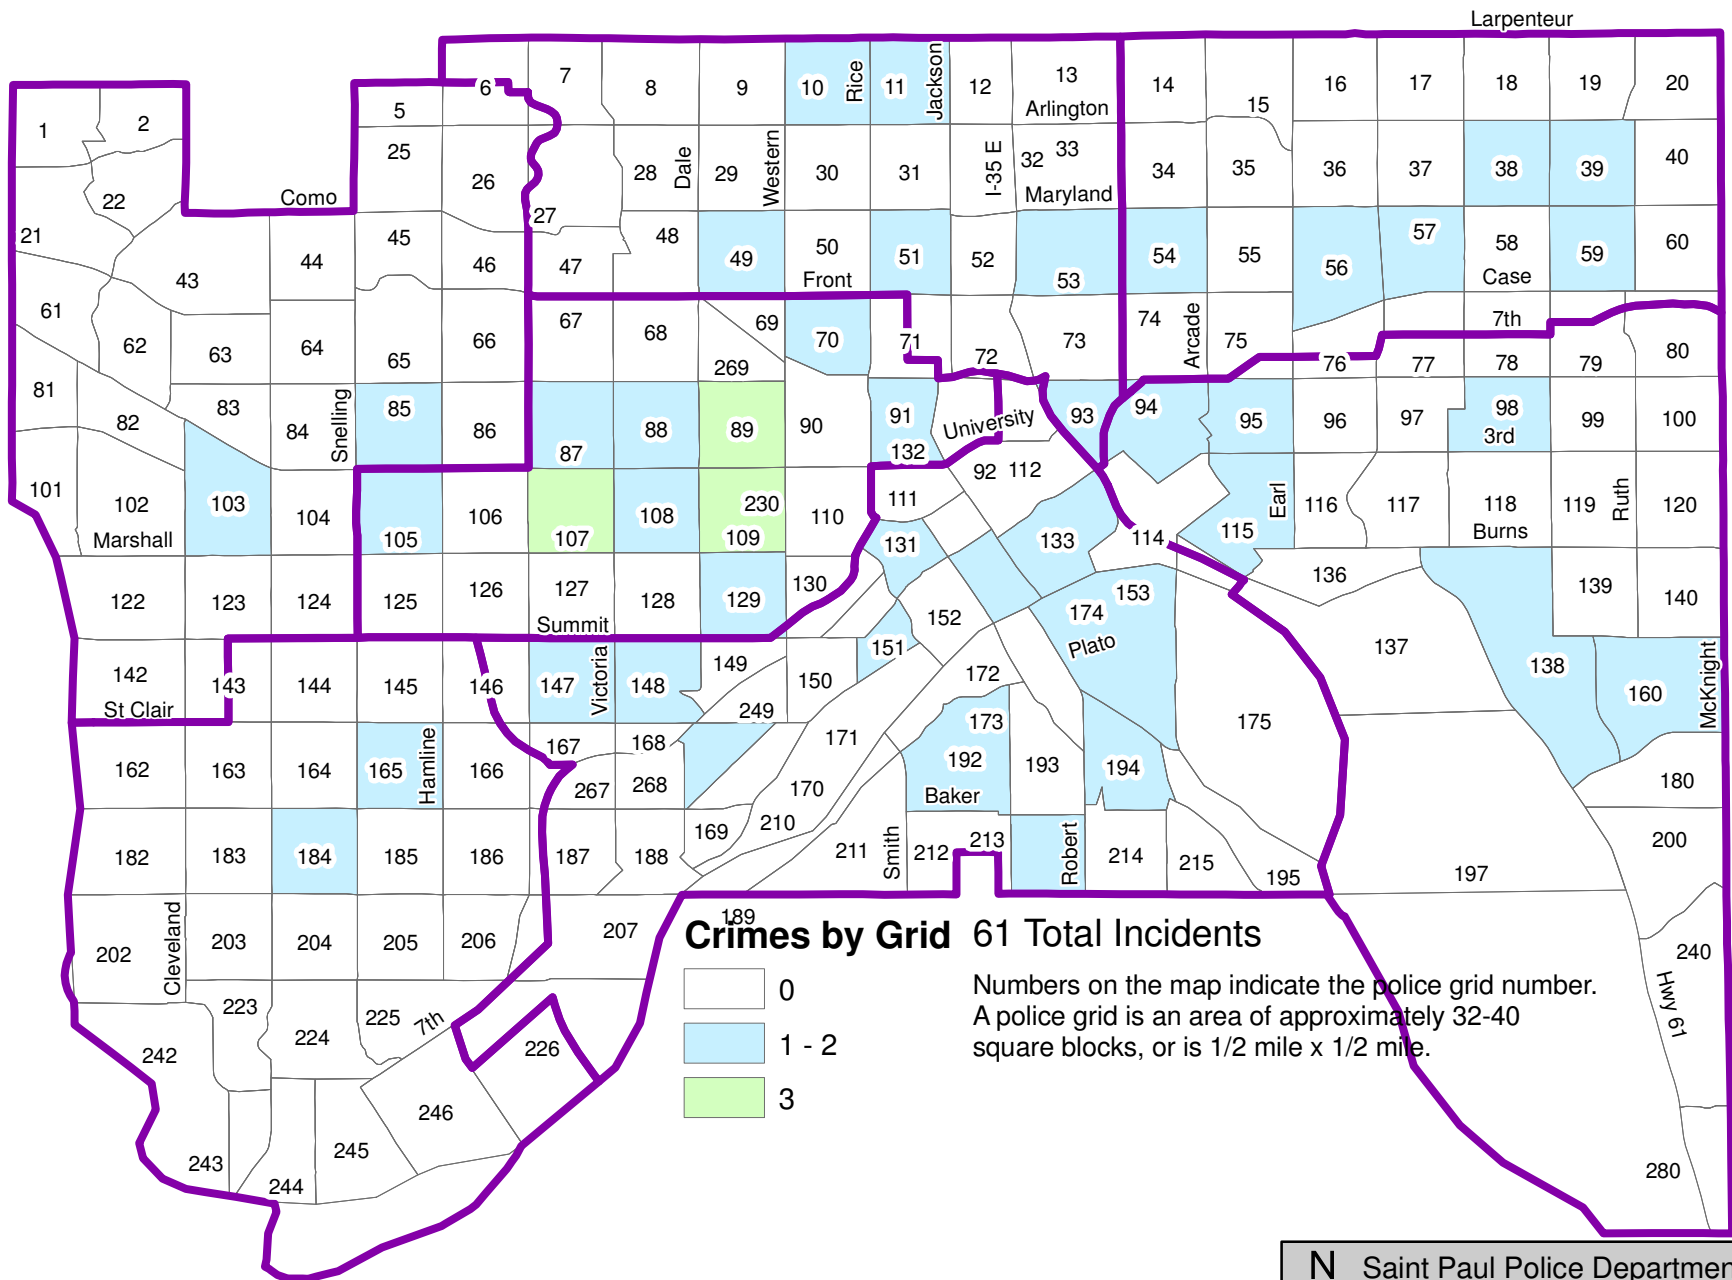 Larpenteur
1 2 5 6 7 8 9 10 Rice 11 Jackson 12 13 14 15 16 17 18 19 20
Arlington
21 22 Como 25 26 27 28 Dale 29 Western 30 31 I-35 E 32 33 34 35 36 37 38 39 40
Maryland
43 44 45 46 47 48 49 50 51 52 53 54 55 56 57 58 59 60
Front Case
61 62 63 64 65 66 67 68 69 70 71 72 73 74 Arcade 75 76 77 78 79 80
7th
269
81 82 83 84 Snelling 85 86 87 88 89 90 91 University 93 94 95 96 97 98 99 100
3rd
132 92 112
101 102 103 104 105 106 107 108 230 109 110 111 133 114 115 Earl 116 117 118 119 Ruth 120
Marshall Burns
131
122 123 124 125 126 127 128 129 130 152 174 153 136 139 140
Summit
Plato
142 143 144 145 146 147 Victoria 148 149 150 151 172 137 138 160 McKnight
St Clair
249 173 175
162 163 164 165 Hamline 166 167 168 171 192 193 194 180
267 268 170
Baker
169 210
182 183 184 185 186 187 188 211 Smith 212 213 Robert 214 215 195 197 200
189
202 Cleveland 203 204 205 206 207 240
Crimes by Grid 61 Total Incidents
0
1 - 2
3
Numbers on the map indicate the police grid number.
A police grid is an area of approximately 32-40
square blocks, or is 1/2 mile x 1/2 mile.
223 224 225 7th Hwy 61
242 226
246
243 245 280
244
N Saint Paul Police Departmen